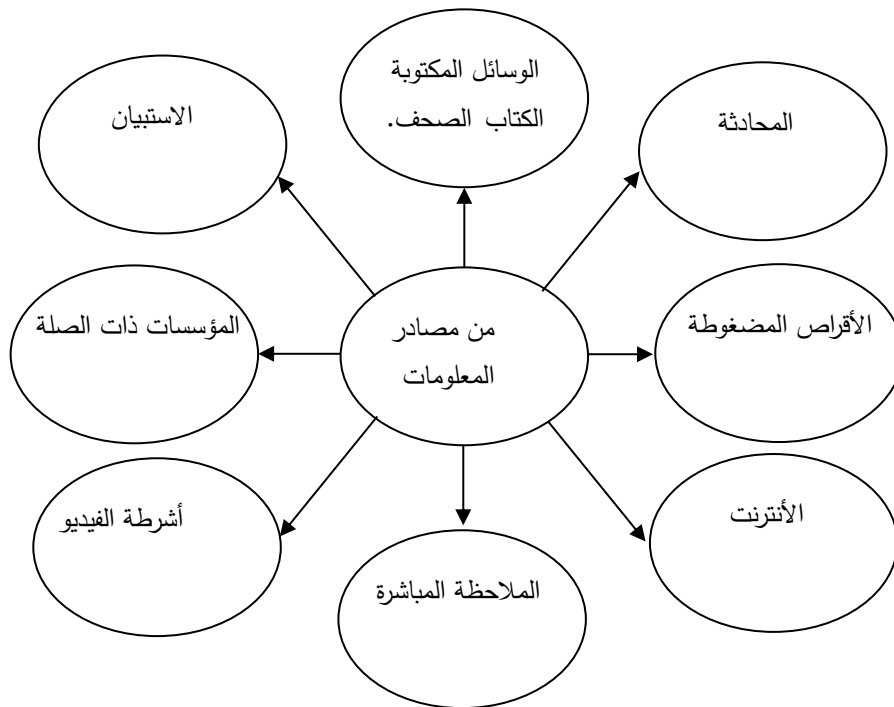 الوسائل المكتوبة
الكتاب الصحف.
المحادثة
الاستبيان
الأقراص المضغوطة
من مصادر
المعلومات
المؤسسات ذات الصلة
الأنترنت
أشرطة الفيديو
الملاحظة المباشرة